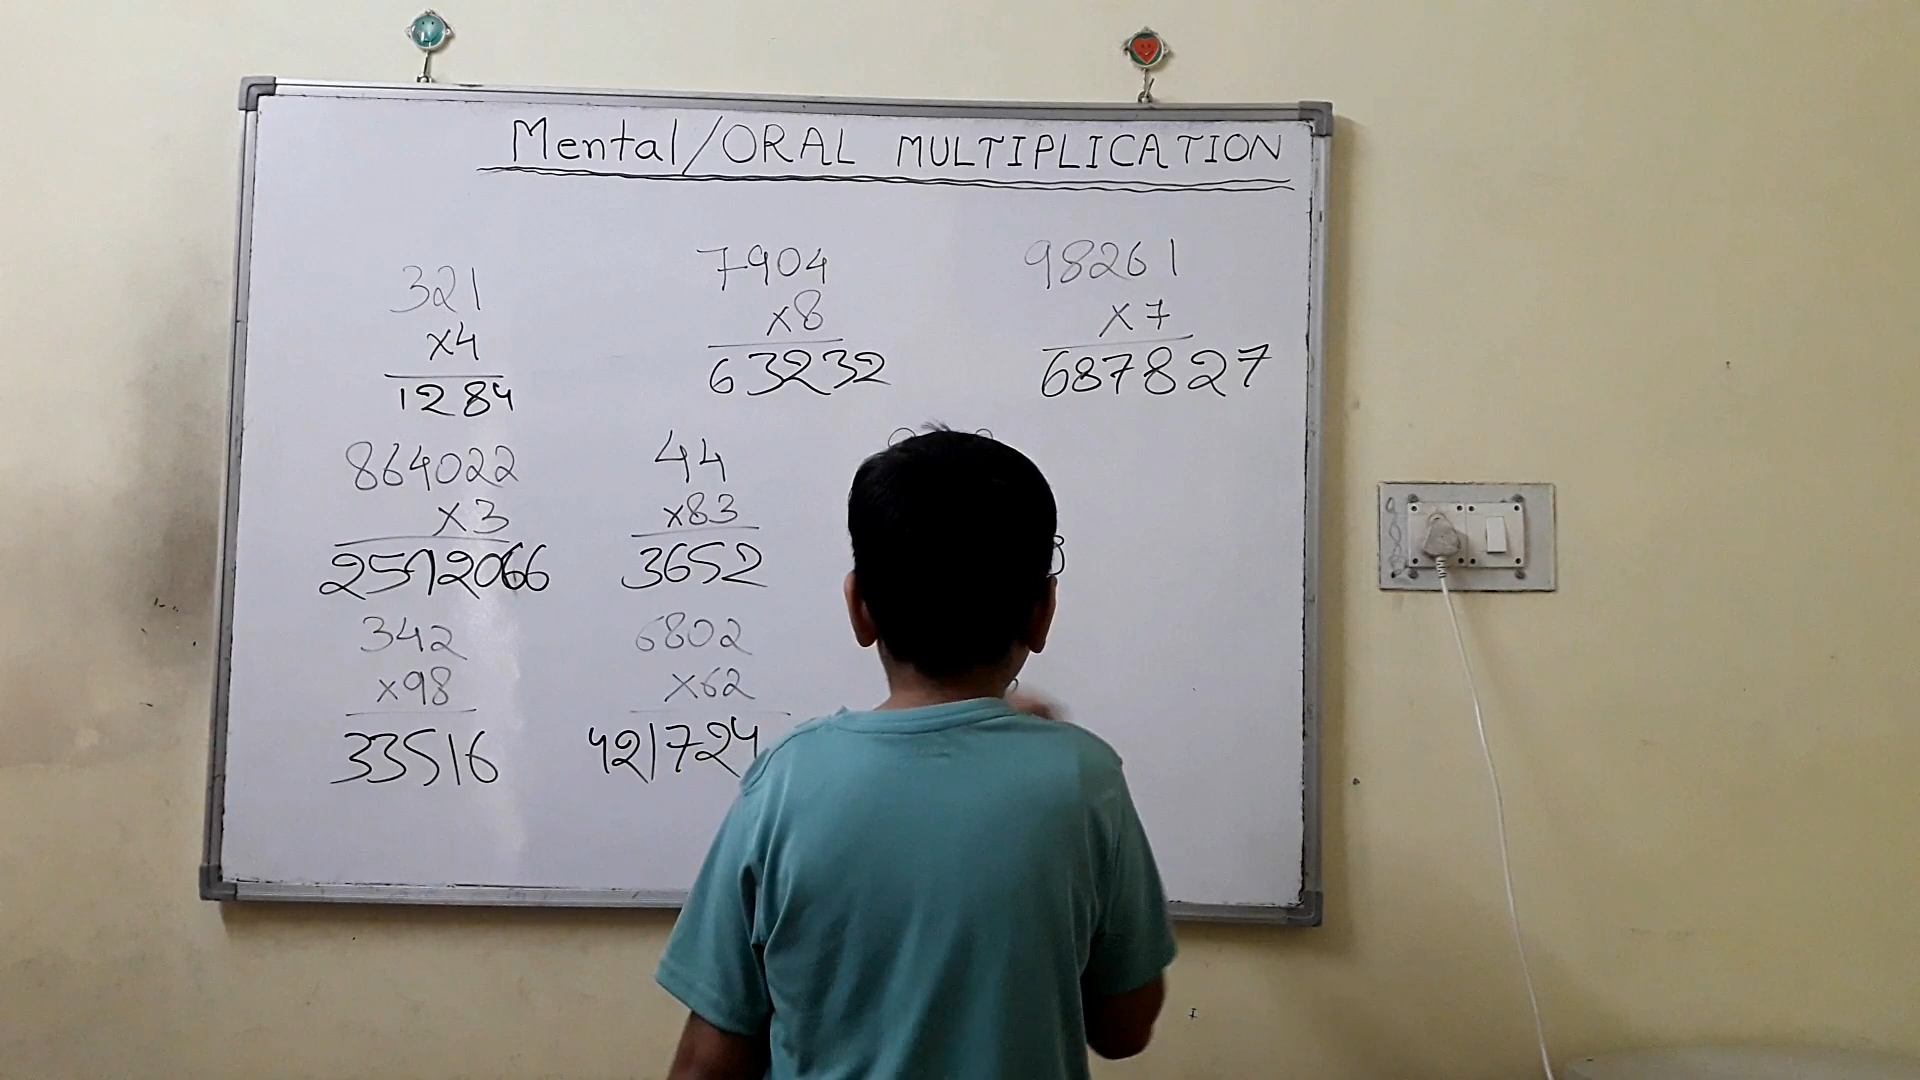 Mental/ORAL MULTIPLICATION
321
x4
1284
7904
x8
63232
98261
x7
687827
864022
x3
2592066
44
x83
3652
342
x98
33516
6802
x62
421724